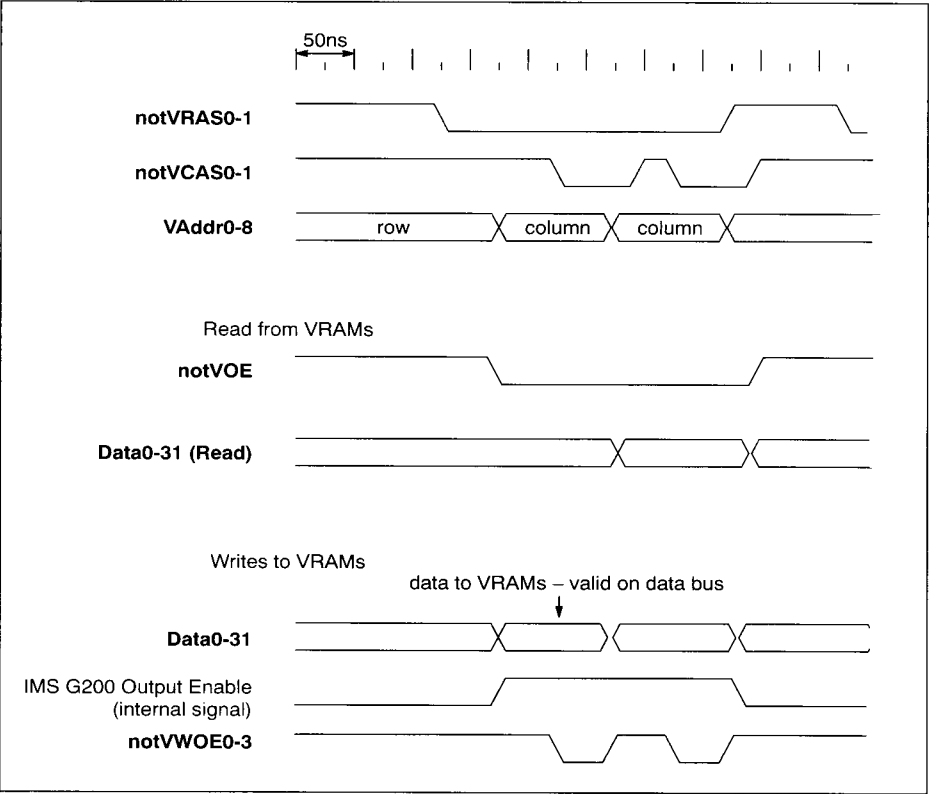 50ns
notVRAS0-1
notVCAS0-1
VAddr0-8
row column column
Read from VRAMs
notVOE
Data0-31 (Read)
Writes to VRAMs
data to VRAMs – valid on data bus
Data0-31
IMS G200 Output Enable
(internal signal)
notVWOE0-3